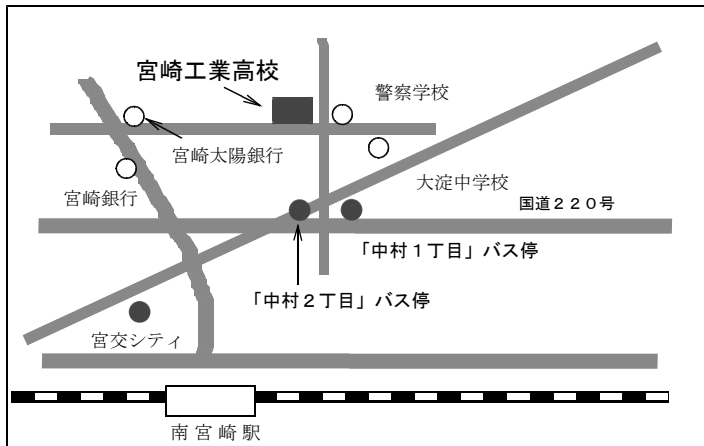 宮崎工業高校
警察学校
宮崎太陽銀行
大淀中学校
宮崎銀行
国道２２０号
「中村１丁目」バス停
「中村２丁目」バス停
宮交シティ
南宮崎駅